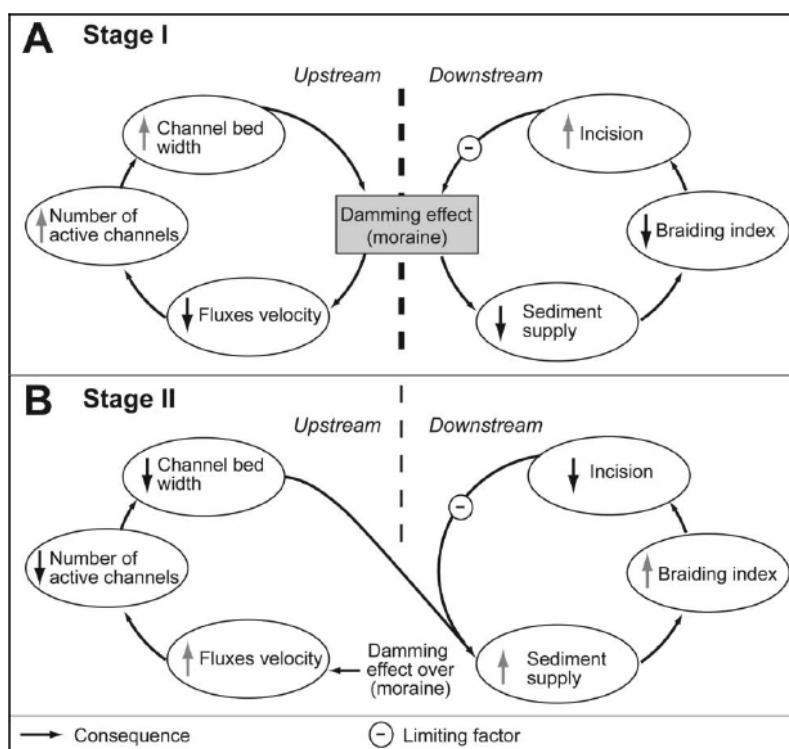 A Stage I
Upstream
Downstream
Channel bed
width
Incision
Number of
active channels
Damming effect
(moraine)
Braiding index
Fluxes velocity
Sediment
supply
B Stage II
Upstream
Downstream
Channel bed
width
Incision
Number of
active channels
Braiding index
Fluxes velocity
Damming
effect over
(moraine)
Sediment
supply
Consequence
Limiting factor